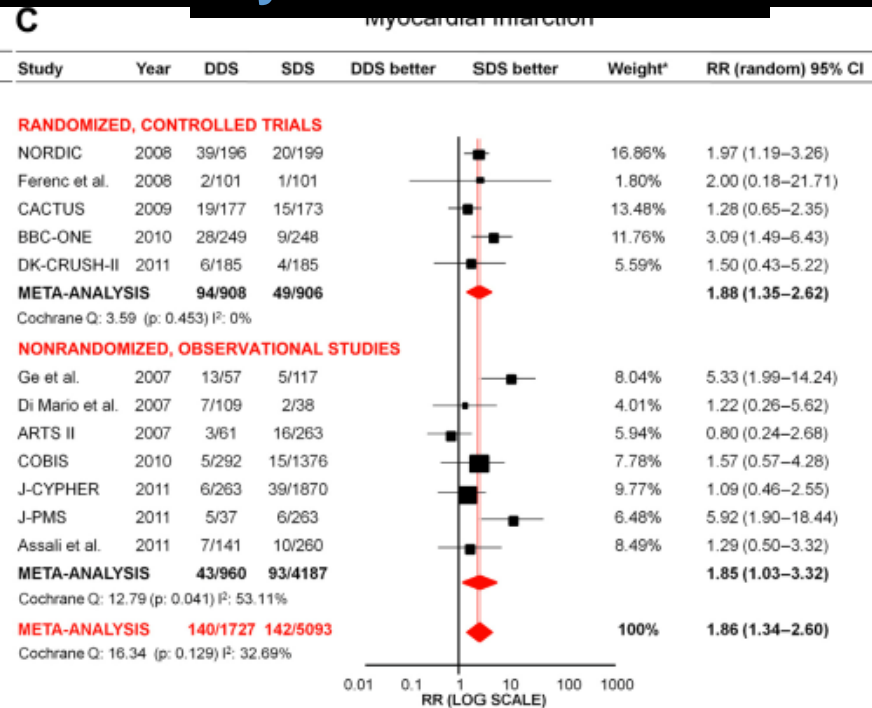 C
Myocardial Infarction
Study Year DDS SDS DDS better SDS better Weight* RR (random) 95% CI
RANDOMIZED, CONTROLLED TRIALS
NORDIC 2008 39/196 20/199 16.86% 1.97 (1.19–3.26)
Ferenc et al. 2008 2/101 1/101 1.80% 2.00 (0.18–21.71)
CACTUS 2009 19/177 15/173 13.48% 1.28 (0.65–2.35)
BBC-ONE 2010 28/249 9/248 11.76% 3.09 (1.49–6.43)
DK-CRUSH-II 2011 6/185 4/185 5.59% 1.50 (0.43–5.22)
META-ANALYSIS 94/908 49/906 1.88 (1.35–2.62)
Cochrane Q: 3.59 (p: 0.453) I²: 0%
NONRANDOMIZED, OBSERVATIONAL STUDIES
Ge et al. 2007 13/57 5/117 8.04% 5.33 (1.99–14.24)
Di Mario et al. 2007 7/109 2/38 4.01% 1.22 (0.26–5.62)
ARTS II 2007 3/61 16/263 5.94% 0.80 (0.24–2.68)
COBIS 2010 5/292 15/1376 7.78% 1.57 (0.57–4.28)
J-CYPHER 2011 6/263 39/1870 9.77% 1.09 (0.46–2.55)
J-PMS 2011 5/37 6/263 6.48% 5.92 (1.90–18.44)
Assali et al. 2011 7/141 10/260 8.49% 1.29 (0.50–3.32)
META-ANALYSIS 43/960 93/4187 1.85 (1.03–3.32)
Cochrane Q: 12.79 (p: 0.041) I²: 53.11%
META-ANALYSIS 140/1727 142/5093 100% 1.86 (1.34–2.60)
Cochrane Q: 16.34 (p: 0.129) I²: 32.69%
0.01 0.1 1 10 100 1000
RR (LOG SCALE)